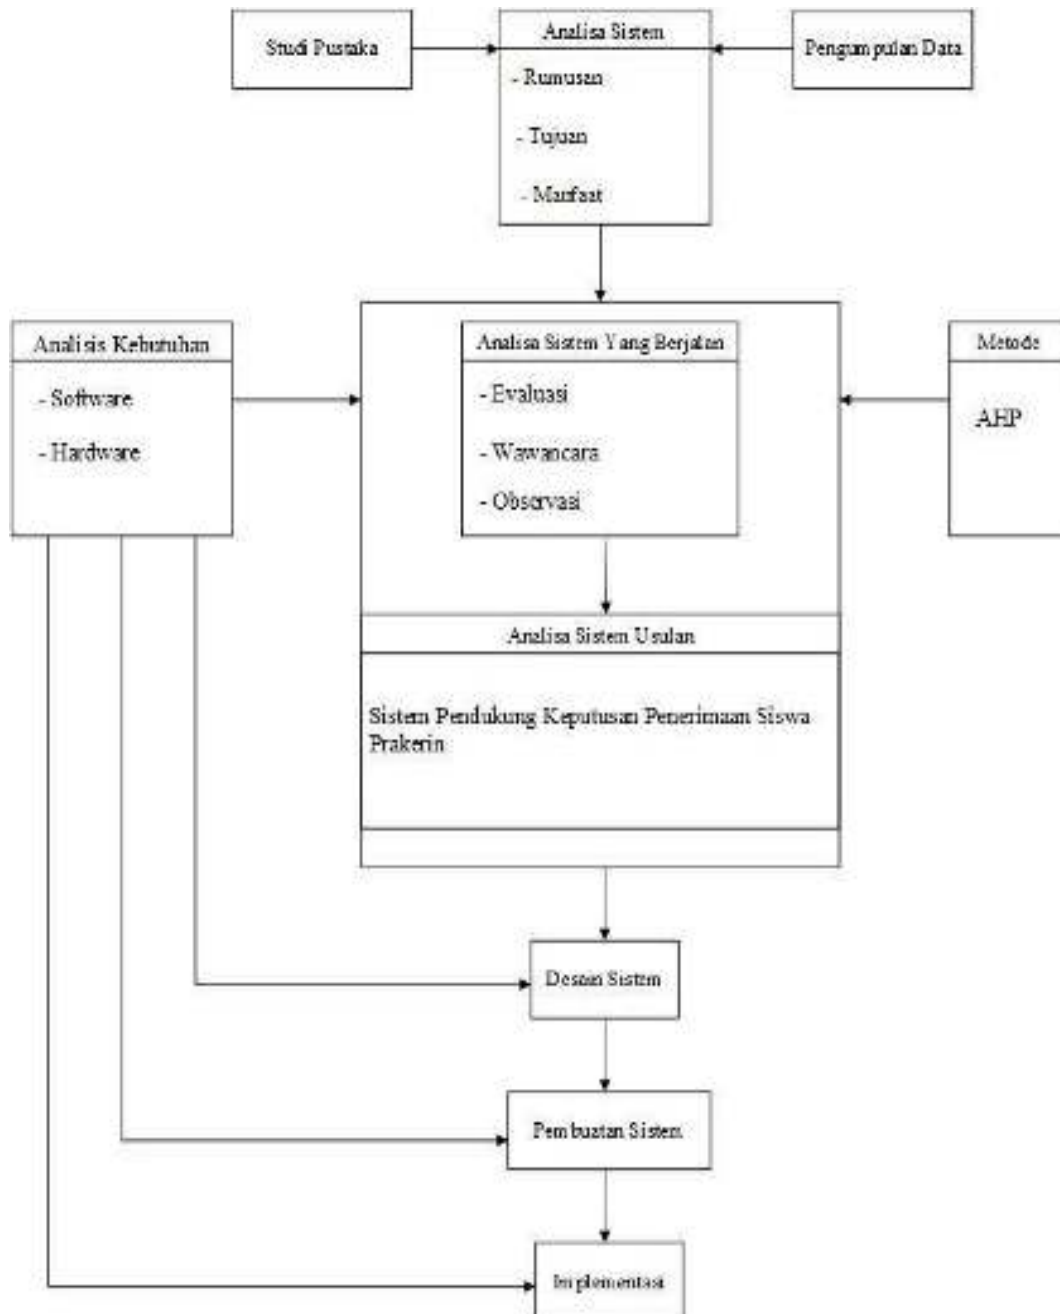 Studi Pustaka
Analisa Sistem
Pengumpulan Data
- Rumusan
- Tujuan
- Manfaat
Analisis Kebutuhan
- Software
- Hardware
Analisa Sistem Yang Berjalan
- Evaluasi
- Wawancara
- Observasi
Metode
AHP
Analisa Sistem Usulan
Sistem Pendukung Keputusan Penerimaan Siswa
Prakerin
Desain Sistem
Pembuatan Sistem
Implementasi